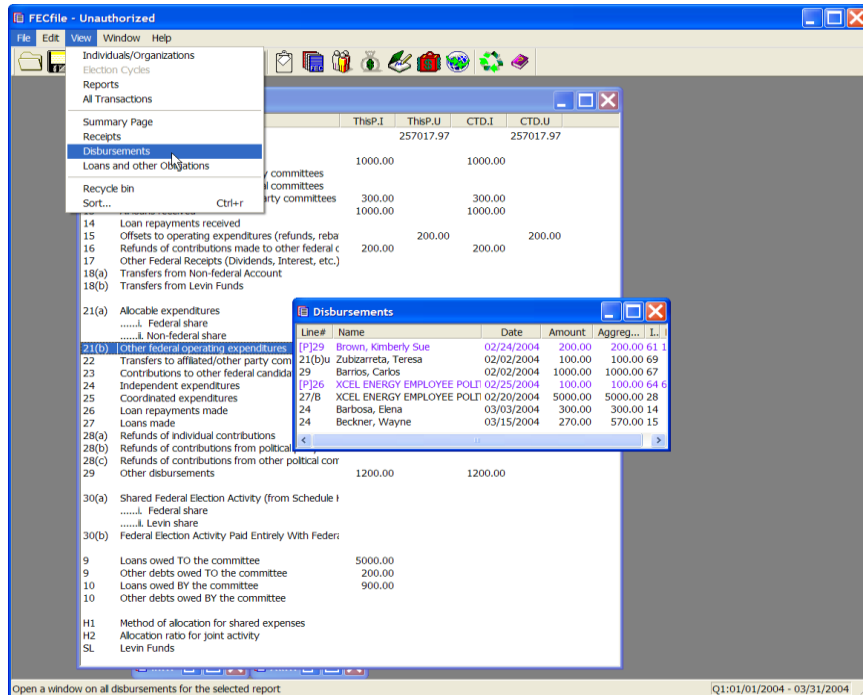 FECfile - Unauthorized
File Edit View Window Help
Individuals/Organizations
Election Cycles
Reports
All Transactions
Summary Page
Receipts
Disbursements
Loans and other Obligations
Recycle bin
Sort... Ctrl+r
ThisP.I ThisP.U CTD.I CTD.U
257017.97 257017.97
1000.00 1000.00
committees
committees
rty committees 300.00 300.00
1000.00 1000.00
14 Loan repayments received
15 Offsets to operating expenditures (refunds, reba 200.00 200.00
16 Refunds of contributions made to other federal c 200.00 200.00
17 Other Federal Receipts (Dividends, Interest, etc.)
18(a) Transfers from Non-federal Account
18(b) Transfers from Levin Funds
21(a) Allocable expenditures
......i. Federal share
......ii. Non-federal share
21(b) Other federal operating expenditures
22 Transfers to affiliated/other party com
23 Contributions to other federal candida
24 Independent expenditures
25 Coordinated expenditures
26 Loan repayments made
27 Loans made
28(a) Refunds of individual contributions
28(b) Refunds of contributions from political
28(c) Refunds of contributions from other political com
29 Other disbursements 1200.00 1200.00
30(a) Shared Federal Election Activity (from Schedule H
......i. Federal share
......ii. Levin share
30(b) Federal Election Activity Paid Entirely With Federa
9 Loans owed TO the committee 5000.00
9 Other debts owed TO the committee 200.00
10 Loans owed BY the committee 900.00
10 Other debts owed BY the committee
H1 Method of allocation for shared expenses
H2 Allocation ratio for joint activity
SL Levin Funds
Disbursements
Line# Name Date Amount Aggreg... I..
[P]29 Brown, Kimberly Sue 02/24/2004 200.00 200.00 61 1
21(b)u Zubizarreta, Teresa 02/02/2004 100.00 100.00 69
29 Barrios, Carlos 02/02/2004 1000.00 1000.00 67
[P]26 XCEL ENERGY EMPLOYEE POLIT 02/25/2004 100.00 100.00 64 6
27/B XCEL ENERGY EMPLOYEE POLIT 02/20/2004 5000.00 5000.00 28
24 Barbosa, Elena 03/03/2004 300.00 300.00 14
24 Beckner, Wayne 03/15/2004 270.00 570.00 15
Open a window on all disbursements for the selected report
Q1:01/01/2004 - 03/31/2004